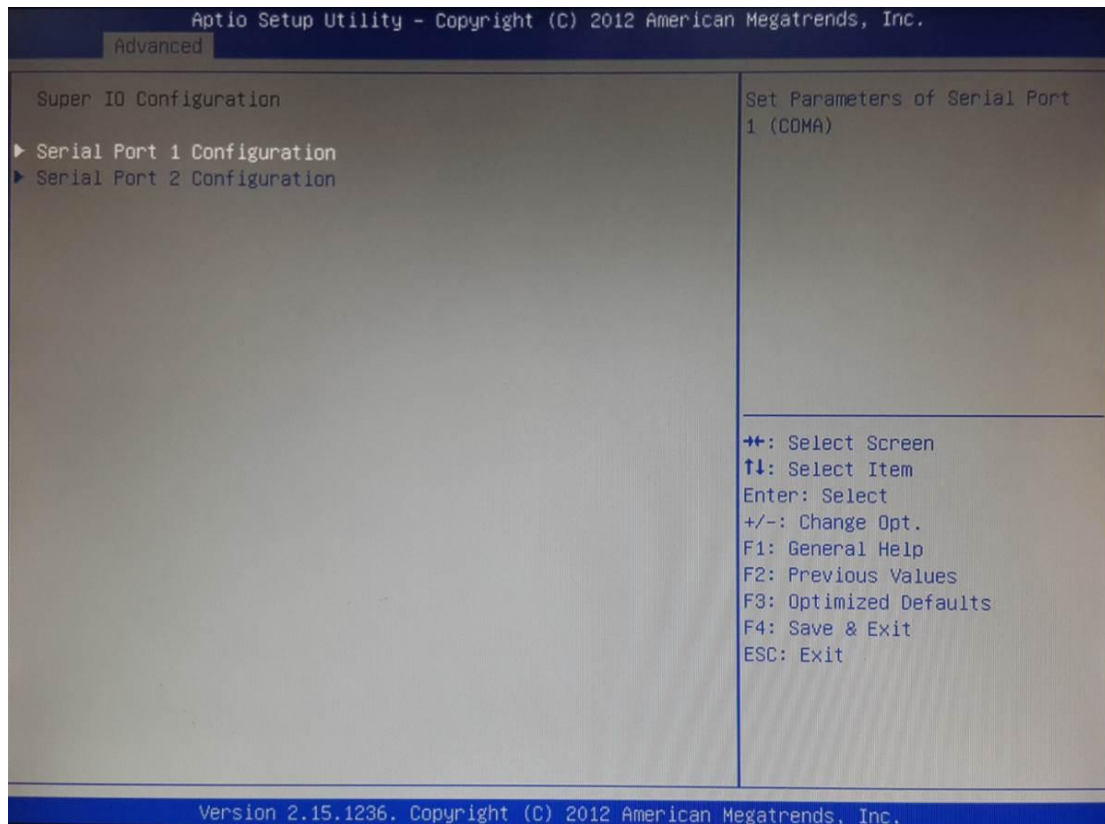 Aptio Setup Utility - Copyright (C) 2012 American Megatrends, Inc.
Advanced
Super IO Configuration
▶ Serial Port 1 Configuration
▶ Serial Port 2 Configuration
Set Parameters of Serial Port
1 (COMA)
→←: Select Screen
↑↓: Select Item
Enter: Select
+/-: Change Opt.
F1: General Help
F2: Previous Values
F3: Optimized Defaults
F4: Save & Exit
ESC: Exit
Version 2.15.1236. Copyright (C) 2012 American Megatrends, Inc.